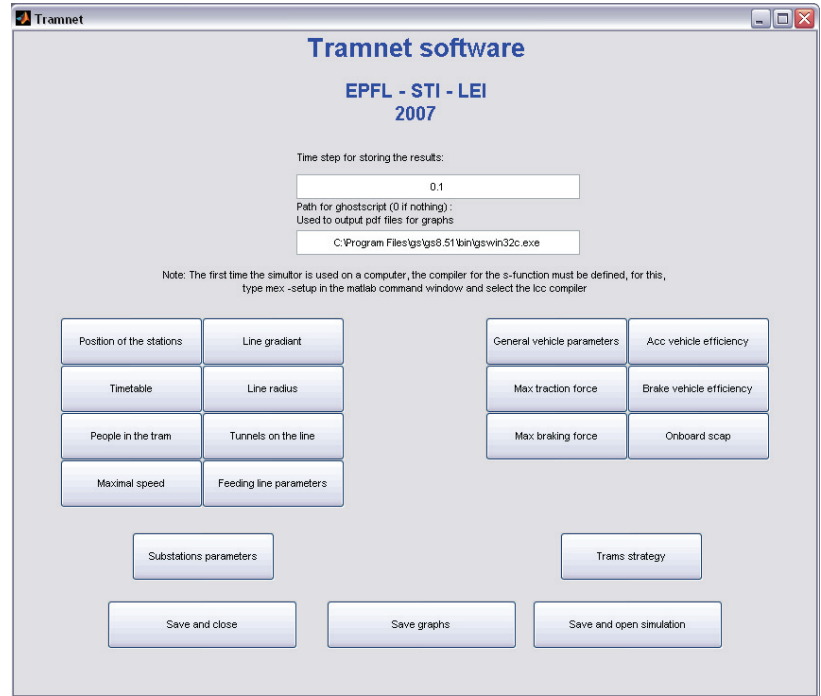 Tramnet
Tramnet software
EPFL - STI - LEI
2007
Time step for storing the results:
0.1
Path for ghostscript (0 if nothing) :
Used to output pdf files for graphs
C:\Program Files\gs\gs8.51\bin\gswin32c.exe
Note: The first time the simultor is used on a computer, the compiler for the s-function must be defined, for this,
type mex -setup in the matlab command window and select the lcc compiler
Position of the stations
Line gradiant
General vehicle parameters
Acc vehicle efficiency
Timetable
Line radius
Max traction force
Brake vehicle efficiency
People in the tram
Tunnels on the line
Max braking force
Onboard scap
Maximal speed
Feeding line parameters
Substations parameters
Trams strategy
Save and close
Save graphs
Save and open simulation